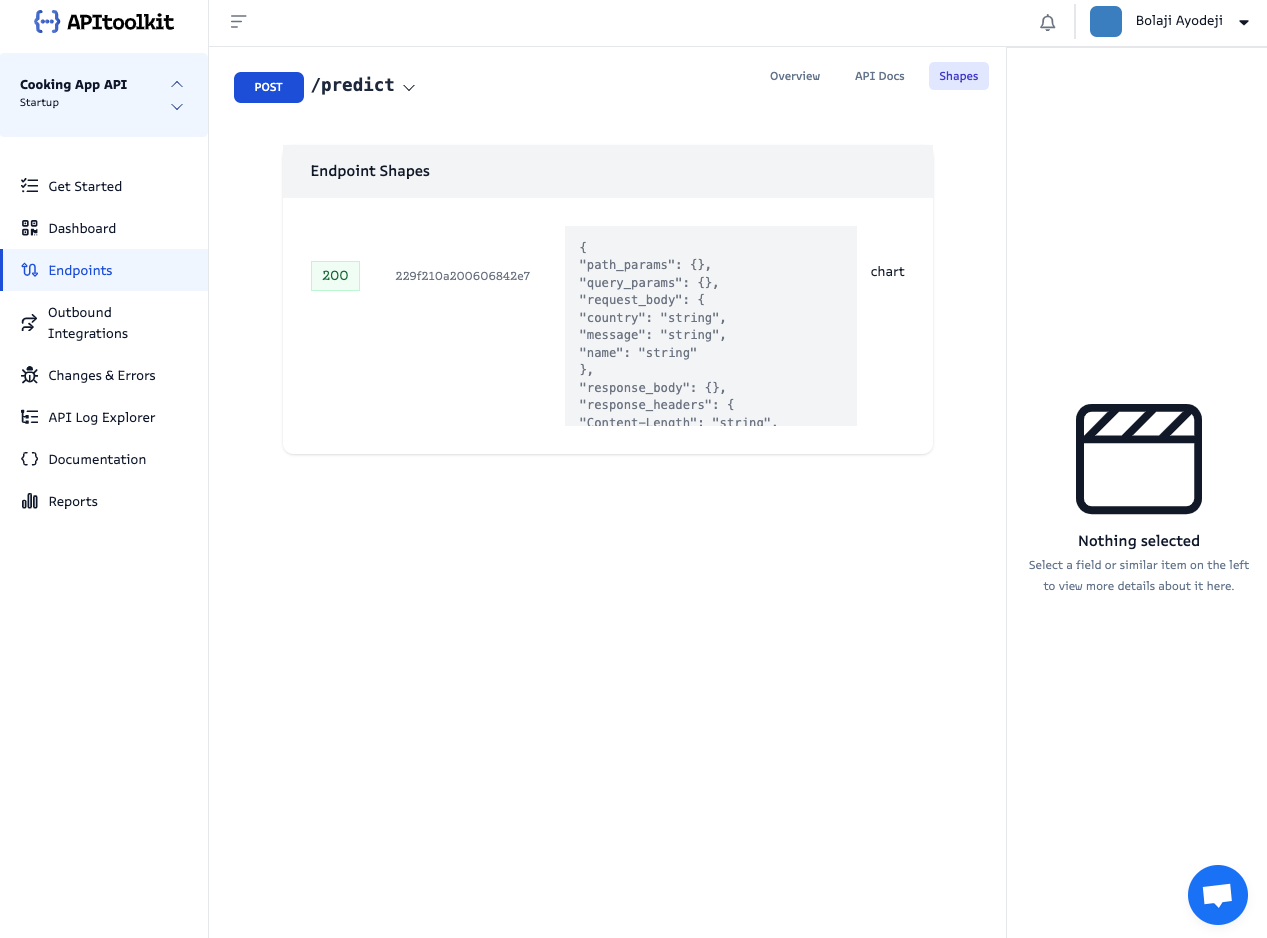 APItoolkit
Bolaji Ayodeji
Cooking App API
Startup
Get Started
Dashboard
Endpoints
Outbound
Integrations
Changes & Errors
API Log Explorer
Documentation
Reports
POST
/predict
Overview
API Docs
Shapes
Endpoint Shapes
200
229f210a200606842e7
{
"path_params": {},
"query_params": {},
"request_body": {
"country": "string",
"message": "string",
"name": "string"
},
"response_body": {},
"response_headers": {
"Content-Length": "string",
chart
Nothing selected
Select a field or similar item on the left
to view more details about it here.